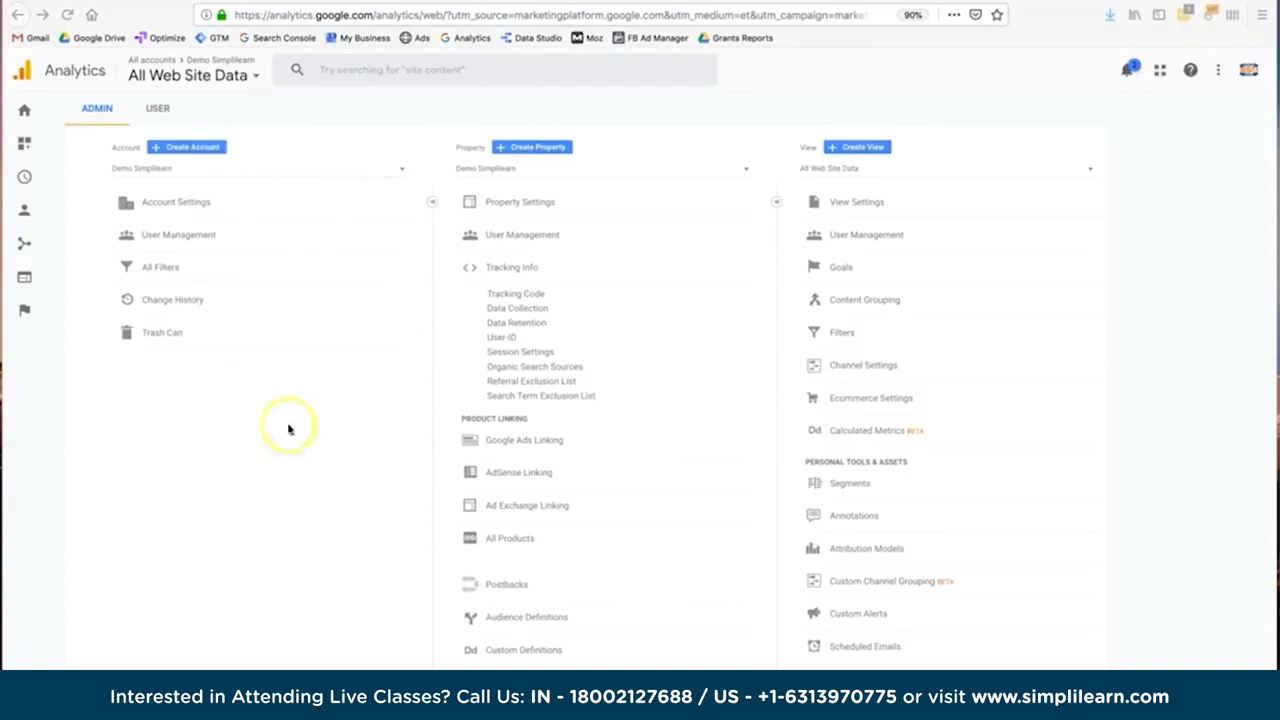 https://analytics.google.com/analytics/web/?utm_source=marketingplatform.google.com&utm_medium=et&utm_campaign=marke
90%
Gmail Google Drive Optimize GTM Search Console My Business Ads Analytics Data Studio Moz FB Ad Manager Grants Reports
Analytics
All accounts > Demo Simplilearn
All Web Site Data
Try searching for "site content"
ADMIN USER
Account + Create Account
Demo Simplilearn
Account Settings
User Management
All Filters
Change History
Trash Can
Property + Create Property
Demo Simplilearn
Property Settings
User Management
Tracking Info
Tracking Code
Data Collection
Data Retention
User-ID
Session Settings
Organic Search Sources
Referral Exclusion List
Search Term Exclusion List
PRODUCT LINKING
Google Ads Linking
AdSense Linking
Ad Exchange Linking
All Products
Postbacks
Audience Definitions
Dd Custom Definitions
View + Create View
All Web Site Data
View Settings
User Management
Goals
Content Grouping
Filters
Channel Settings
Ecommerce Settings
Dd Calculated Metrics BETA
PERSONAL TOOLS & ASSETS
Segments
Annotations
Attribution Models
Custom Channel Grouping BETA
Custom Alerts
Scheduled Emails
Interested in Attending Live Classes? Call Us: IN - 18002127688 / US - +1-6313970775 or visit www.simplilearn.com